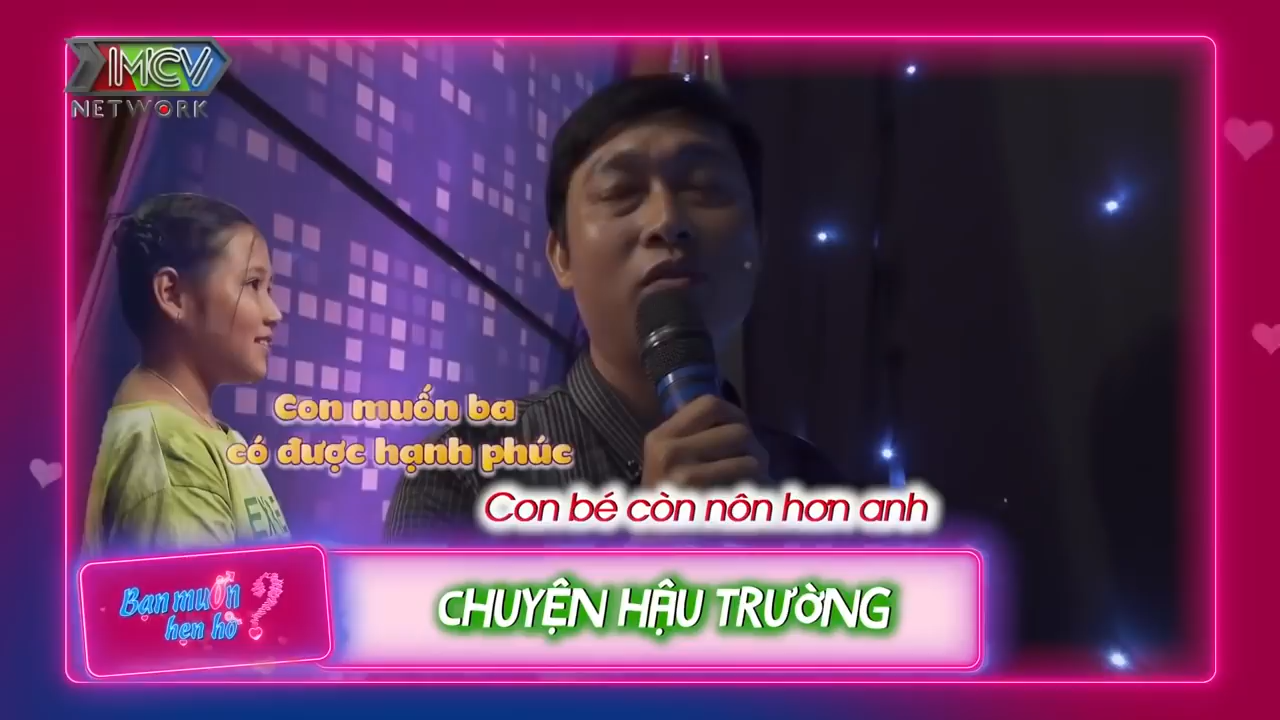 MCV
NETWORK
Con muốn ba
có được hạnh phúc
Con bé còn nôn hơn anh
Bạn muốn
hẹn hò
?
CHUYỆN HẬU TRƯỜNG